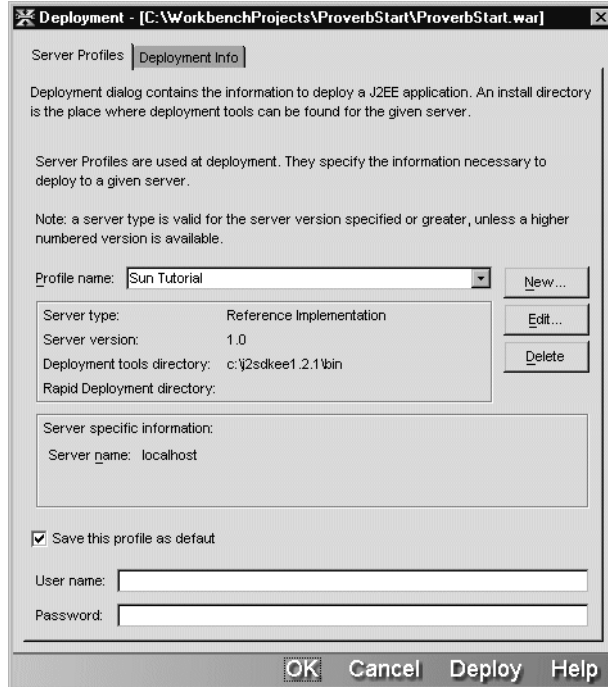 Deployment - [C:\WorkbenchProjects\ProverbStart\ProverbStart.war]
Server Profiles Deployment Info
Deployment dialog contains the information to deploy a J2EE application. An install directory
is the place where deployment tools can be found for the given server.
Server Profiles are used at deployment. They specify the information necessary to
deploy to a given server.
Note: a server type is valid for the server version specified or greater, unless a higher
numbered version is available.
Profile name: Sun Tutorial New...
Server type: Reference Implementation Edit...
Server version: 1.0
Deployment tools directory: c:\j2sdkee1.2.1\bin Delete
Rapid Deployment directory:
Server specific information:
Server name: localhost
Save this profile as defaut
User name:
Password:
OK Cancel Deploy Help